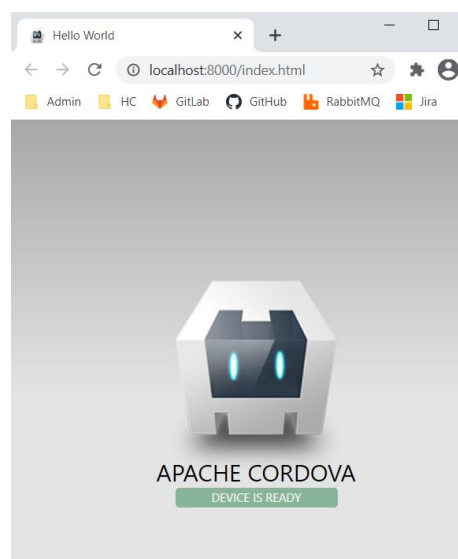 Hello World
localhost:8000/index.html
Admin HC GitLab GitHub RabbitMQ Jira
APACHE CORDOVA
DEVICE IS READY